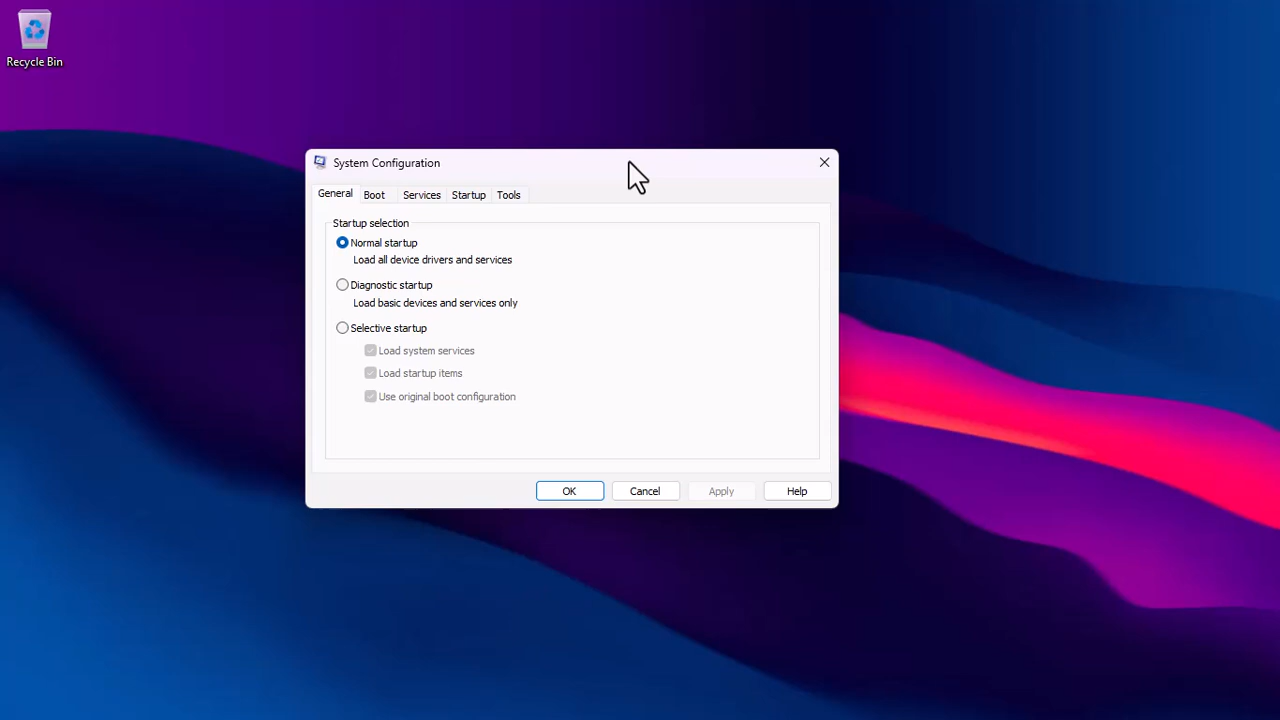 Recycle Bin
System Configuration
General Boot Services Startup Tools
Startup selection
Normal startup
Load all device drivers and services
Diagnostic startup
Load basic devices and services only
Selective startup
Load system services
Load startup items
Use original boot configuration
OK Cancel Apply Help